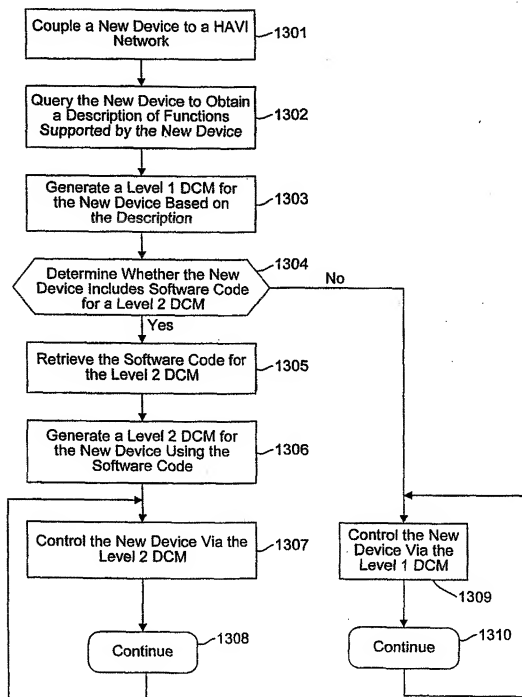 Couple a New Device to a HAVI
Network
1301
Query the New Device to Obtain
a Description of Functions
Supported by the New Device
1302
Generate a Level 1 DCM for
the New Device Based on
the Description
1303
1304
Determine Whether the New
Device Includes Software Code
for a Level 2 DCM
No
Yes
Retrieve the Software Code for
the Level 2 DCM
1305
Generate a Level 2 DCM for
the New Device Using the
Software Code
1306
Control the New Device Via the
Level 2 DCM
1307
Control the New
Device Via the
Level 1 DCM
1309
Continue
1308
Continue
1310